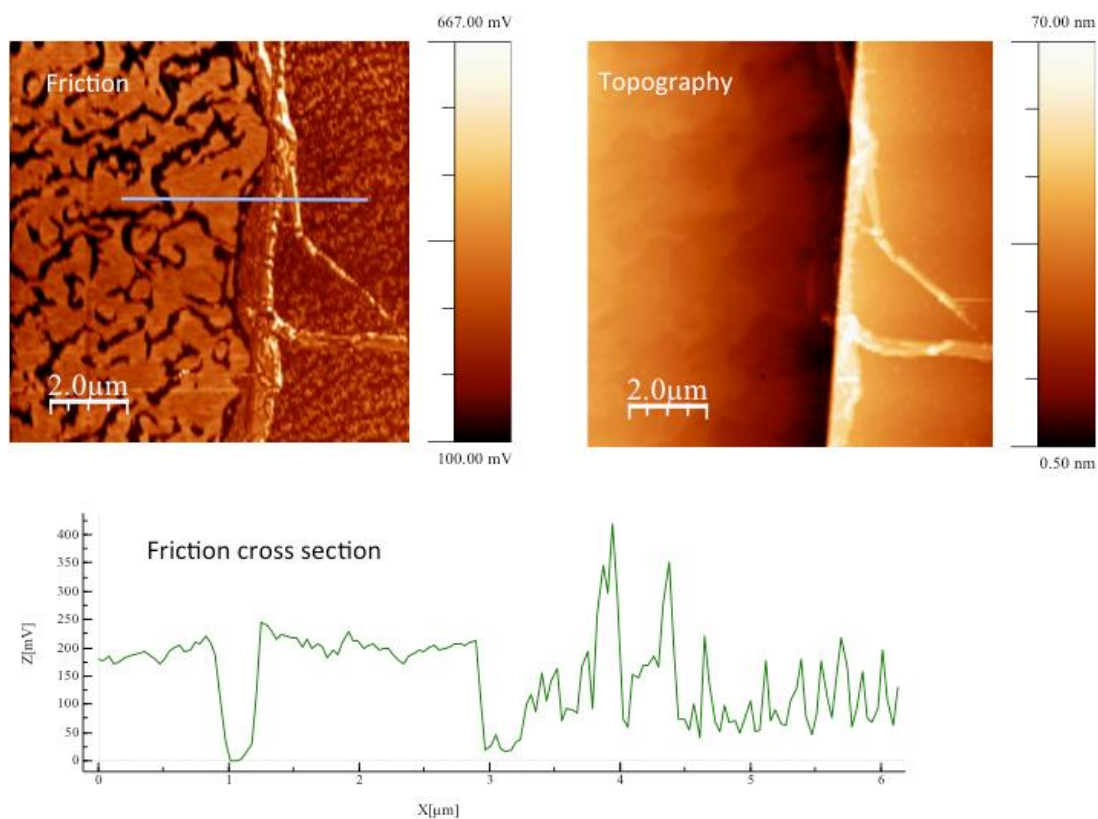 667.00 mV
Friction
2.0µm
100.00 mV
70.00 nm
Topography
2.0µm
0.50 nm
Friction cross section
Z[mV]
400
350
300
250
200
150
100
50
0
0 1 2 3 4 5 6
X[µm]